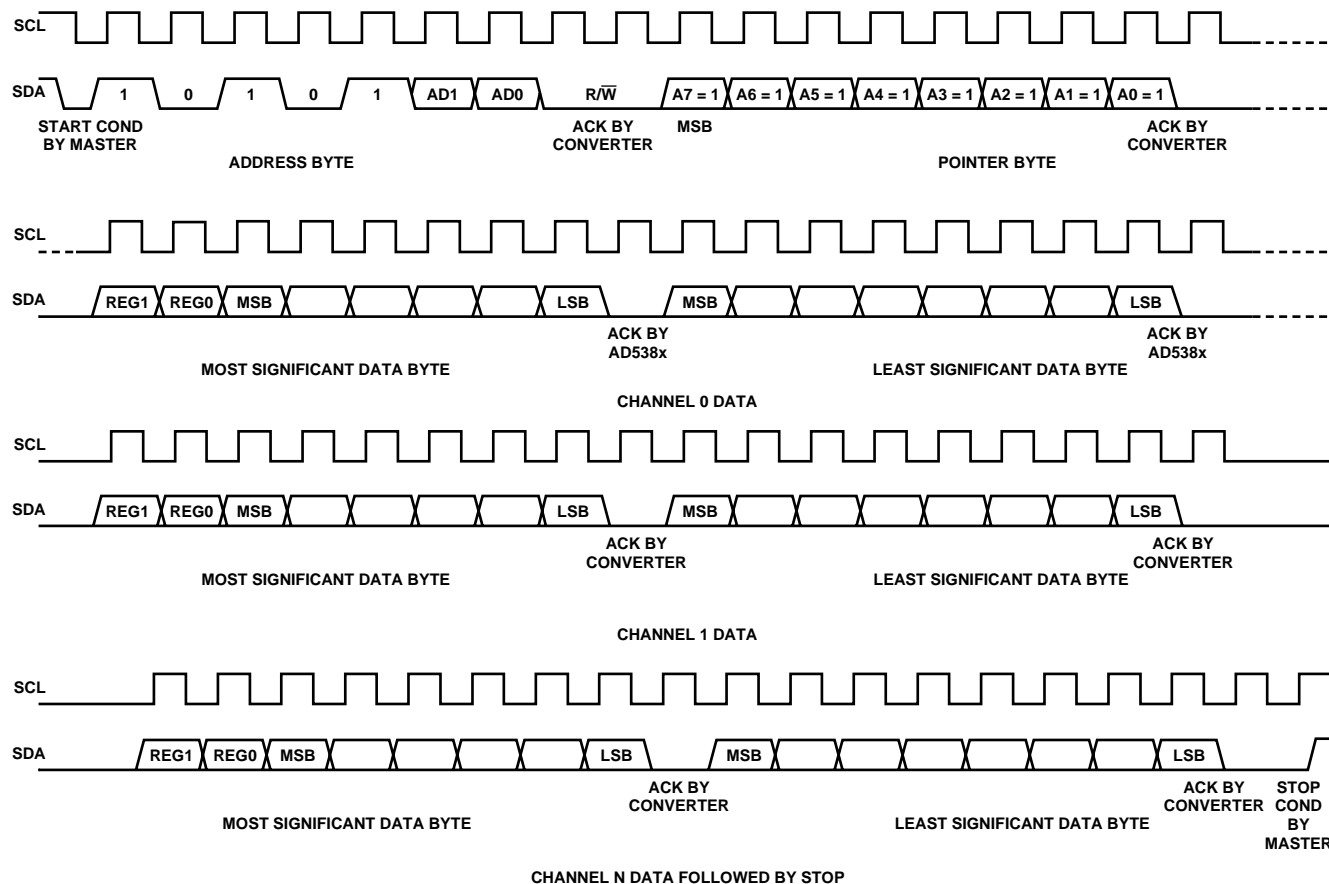 SCL
SDA 1 0 1 0 1 AD1 AD0 R/W̅ A7 = 1 A6 = 1 A5 = 1 A4 = 1 A3 = 1 A2 = 1 A1 = 1 A0 = 1
START COND BY MASTER
ACK BY CONVERTER
MSB
ACK BY CONVERTER
ADDRESS BYTE
POINTER BYTE
SCL
SDA REG1 REG0 MSB LSB MSB LSB
ACK BY AD538x
ACK BY AD538x
MOST SIGNIFICANT DATA BYTE
LEAST SIGNIFICANT DATA BYTE
CHANNEL 0 DATA
SCL
SDA REG1 REG0 MSB LSB MSB LSB
ACK BY CONVERTER
ACK BY CONVERTER
MOST SIGNIFICANT DATA BYTE
LEAST SIGNIFICANT DATA BYTE
CHANNEL 1 DATA
SCL
SDA REG1 REG0 MSB LSB MSB LSB
ACK BY CONVERTER
ACK BY CONVERTER
STOP COND BY MASTER
MOST SIGNIFICANT DATA BYTE
LEAST SIGNIFICANT DATA BYTE
CHANNEL N DATA FOLLOWED BY STOP